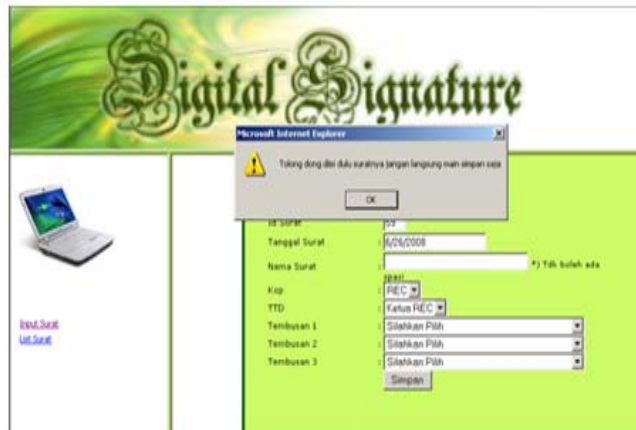 Digital Signature
Microsoft Internet Explorer
Tolong dong diisi dulu suratnya jangan langsung main simpan saja
OK
Id Surat 59
Tanggal Surat : 6/26/2008
Nama Surat : *) Tdk boleh ada
spasi
Kop : REC
TTD : Ketua REC
Tembusan 1 : Silahkan Pilih
Tembusan 2 : Silahkan Pilih
Tembusan 3 : Silahkan Pilih
Simpan
Input Surat
List Surat